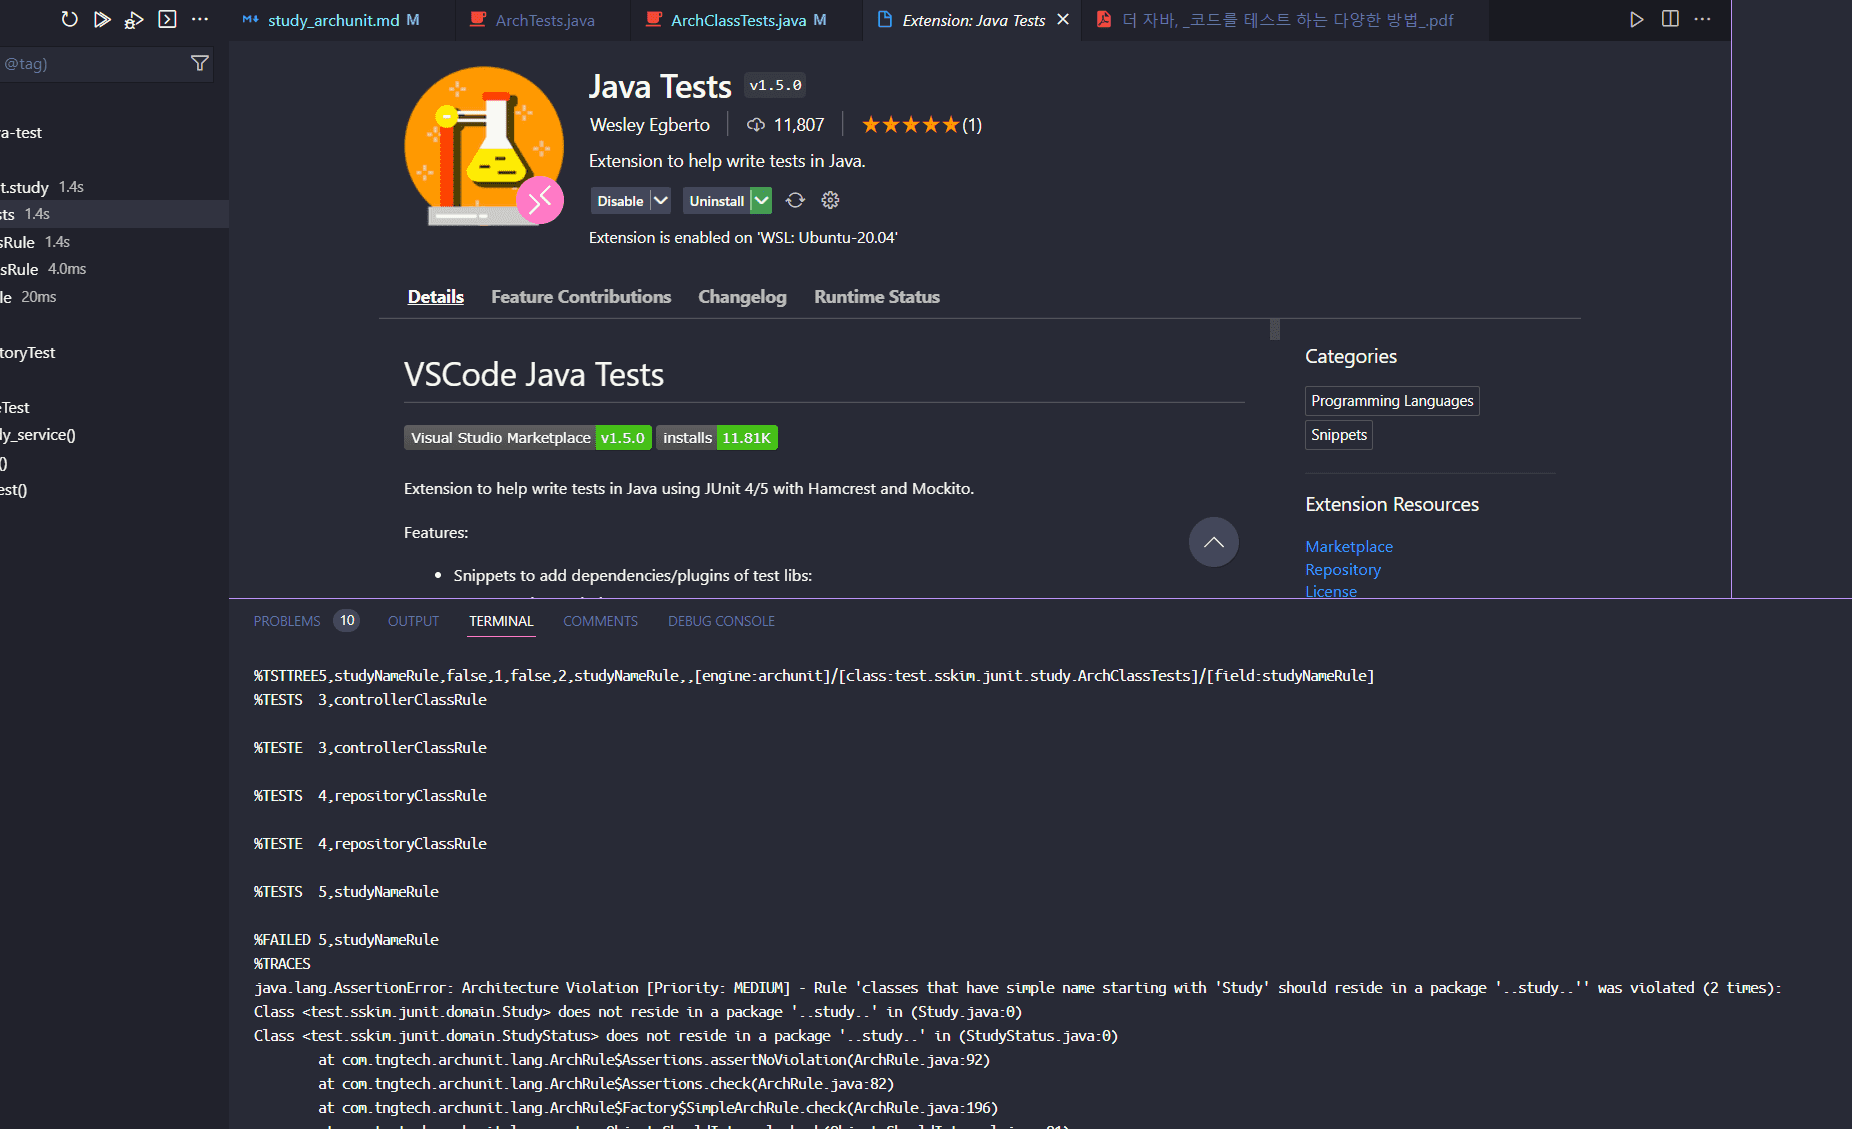 study_archunit.md M
ArchTests.java
ArchClassTests.java M
Extension: Java Tests
더 자바, _코드를 테스트 하는 다양한 방법_.pdf
@tag)
a-test
t.study 1.4s
sts 1.4s
sRule 1.4s
ssRule 4.0ms
le 20ms
toryTest
eTest
dy_service()
()
est()
Java Tests v1.5.0
Wesley Egberto 11,807 (1)
Extension to help write tests in Java.
Disable Uninstall
Extension is enabled on 'WSL: Ubuntu-20.04'
Details Feature Contributions Changelog Runtime Status
VSCode Java Tests
Visual Studio Marketplace v1.5.0 installs 11.81K
Extension to help write tests in Java using JUnit 4/5 with Hamcrest and Mockito.
Features:
• Snippets to add dependencies/plugins of test libs:
Categories
Programming Languages
Snippets
Extension Resources
Marketplace
Repository
License
PROBLEMS 10 OUTPUT TERMINAL COMMENTS DEBUG CONSOLE
%TSTTREE5,studyNameRule,false,1,false,2,studyNameRule,,[engine:archunit]/[class:test.sskim.junit.study.ArchClassTests]/[field:studyNameRule]
%TESTS 3,controllerClassRule
%TESTE 3,controllerClassRule
%TESTS 4,repositoryClassRule
%TESTE 4,repositoryClassRule
%TESTS 5,studyNameRule
%FAILED 5,studyNameRule
%TRACES
java.lang.AssertionError: Architecture Violation [Priority: MEDIUM] - Rule 'classes that have simple name starting with 'Study' should reside in a package '..study..'' was violated (2 times):
Class <test.sskim.junit.domain.Study> does not reside in a package '..study..' in (Study.java:0)
Class <test.sskim.junit.domain.StudyStatus> does not reside in a package '..study..' in (StudyStatus.java:0)
at com.tngtech.archunit.lang.ArchRule$Assertions.assertNoViolation(ArchRule.java:92)
at com.tngtech.archunit.lang.ArchRule$Assertions.check(ArchRule.java:82)
at com.tngtech.archunit.lang.ArchRule$Factory$SimpleArchRule.check(ArchRule.java:196)